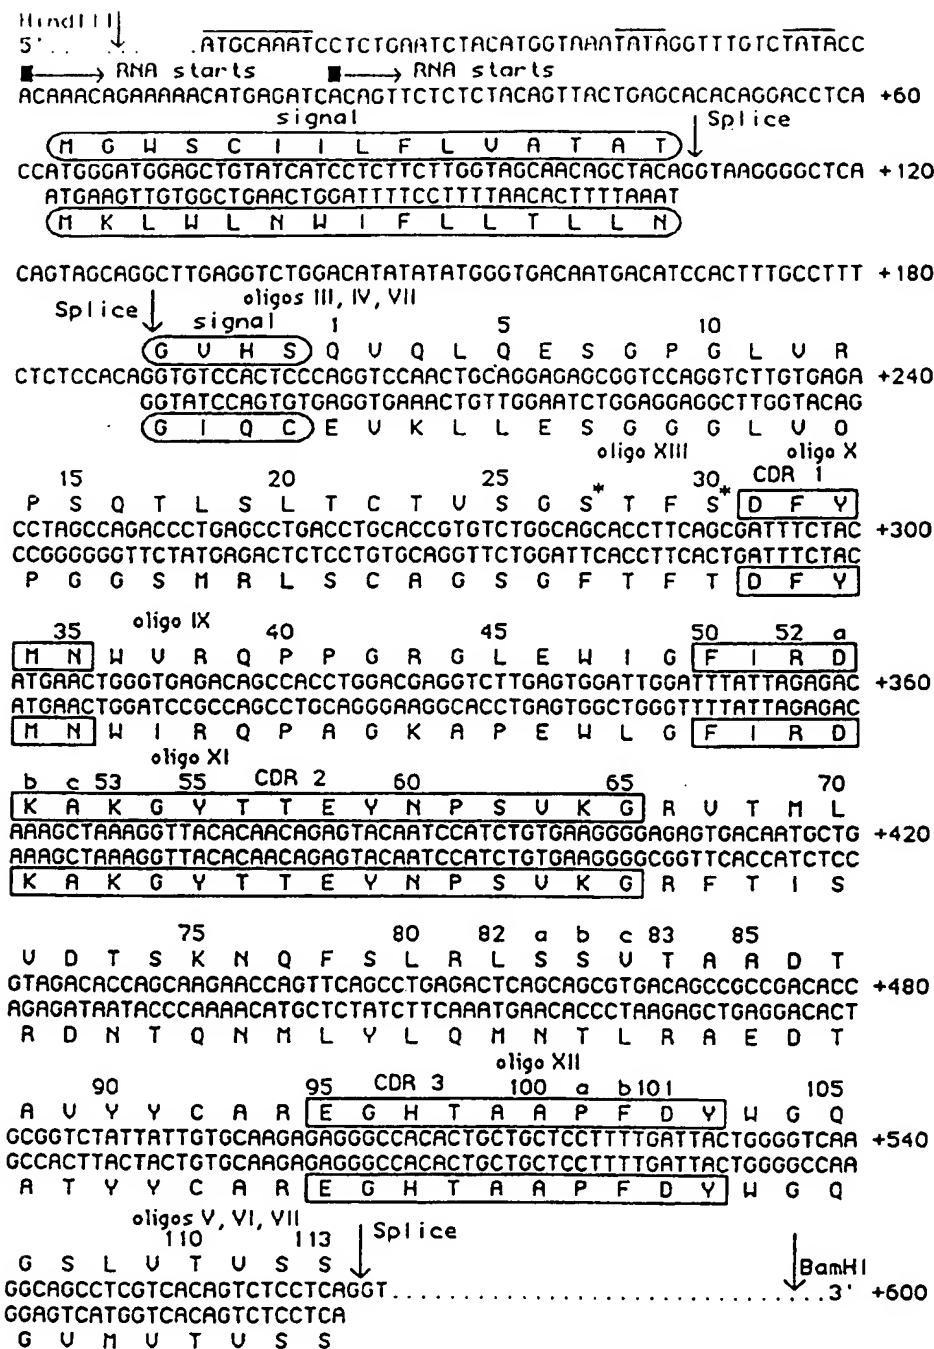 HindIII
5'.. . . . .ATGCAAATCCTCTGAATCTACATGGTAAATATAGGTTTGTCTATACC
RNA starts RNA starts
ACAAACAGAAAAACATGAGATCACAGTTCTCTCTACAGTTACTGAGCACACAGGACCTCA +60
signal Splice
M G W S C I I L F L V A T A T
CCATGGGATGGAGCTGTATCATCCTCTTCTTGGTAGCAACAGCTACAGGTAAGGGGCTCA +120
ATGAAGTTGTGGCTGAACTGGATTTTCCTTTTAACACTTTTAAAT
M K L W L N W I F L L T L L N
CAGTAGCAGGCTTGAGGTCTGGACATATATATGGGTGACAATGACATCCACTTTGCCTTT +180
Splice oligos III, IV, VII
signal 1 5 10
G V H S Q V Q L Q E S G P G L V R
CTCTCCACAGGTGTCCACTCCCAGGTCCAACTGCAGGAGAGCGGTCCAGGTCTTGTGAGA +240
GGTATCCAGTGTGAGGTGAAACTGTTGGAATCTGGAGGAGGCTTGGTACAG
G I Q C E V K L L E S G G G L V Q
oligo XIII oligo X
15 20 25 30 CDR 1
P S Q T L S L T C T V S G S* T F S* D F Y
CCTAGCCAGACCCTGAGCCTGACCTGCACCGTGTCTGGCAGCACCTTCAGCGATTTCTAC +300
CCGGGGGGTTCTATGAGACTCTCCTGTGCAGGTTCTGGATTCACCTTCACTGATTTCTAC
P G G S M R L S C A G S G F T F T D F Y
oligo IX
35 40 45 50 52 a
M N W V R Q P P G R G L E W I G F I R D
ATGAACTGGGTGAGACAGCCACCTGGACGAGGTCTTGAGTGGATTGGATTTATTAGAGAC +360
ATGAACTGGATCCGCCAGCCTGCAGGGAAGGCACCTGAGTGGCTGGGTTTTATTAGAGAC
M N W I R Q P A G K A P E W L G F I R D
oligo XI
b c 53 55 CDR 2 60 65 70
K A K G Y T T E Y N P S V K G R V T M L
AAAGCTAAAGGTTACACAACAGAGTACAATCCATCTGTGAAGGGGAGAGTGACAATGCTG +420
AAAGCTAAAGGTTACACAACAGAGTACAATCCATCTGTGAAGGGGCGGTTCACCATCTCC
K A K G Y T T E Y N P S V K G R F T I S
75 80 82 a b c 83 85
V D T S K N Q F S L R L S S V T A A D T
GTAGACACCAGCAAGAACCAGTTCAGCCTGAGACTCAGCAGCGTGACAGCCGCCGACACC +480
AGAGATAATACCCAAAACATGCTCTATCTTCAAATGAACACCCTAAGAGCTGAGGACACT
R D N T Q N M L Y L Q M N T L R A E D T
oligo XII
90 95 CDR 3 100 a b 101 105
A V Y Y C A R E G H T A A P F D Y W G Q
GCGGTCTATTATTGTGCAAGAGAGGGCCACACTGCTGCTCCTTTTGATTACTGGGGTCAA +540
GCCACTTACTACTGTGCAAGAGAGGGCCACACTGCTGCTCCTTTTGATTACTGGGGCCAA
A T Y Y C A R E G H T A A P F D Y W G Q
oligos V, VI, VII Splice
110 113
G S L V T V S S BamHI
GGCAGCCTCGTCACAGTCTCCTCAGGT...............................3' +600
GGAGTCATGGTCACAGTCTCCTCA
G V M V T V S S